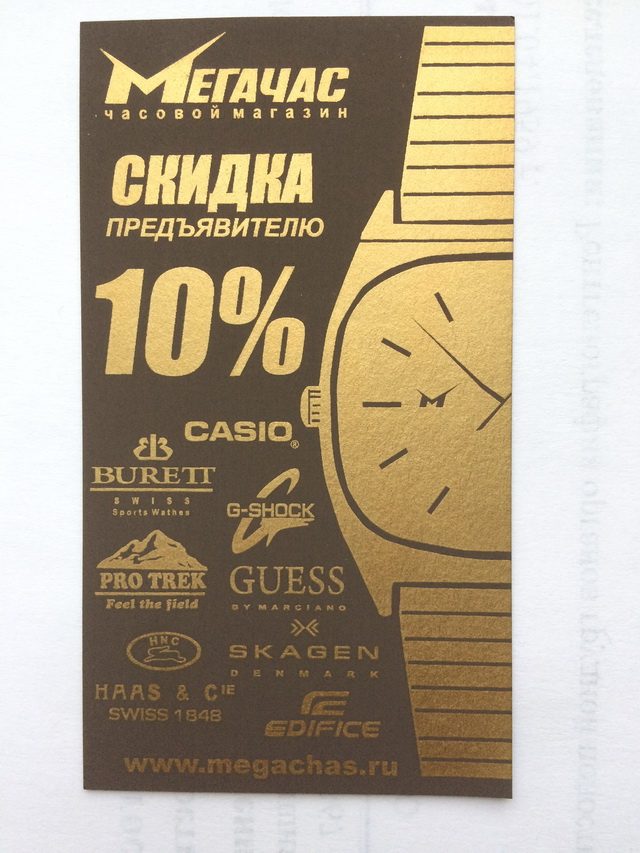 МЕГАЧАС
ЧАСОВОЙ МАГАЗИН
СКИДКА
ПРЕДЪЯВИТЕЛЮ
10%
CASIO®
BURETT
SWISS
Sports Wathes
G-SHOCK
PRO TREK
Feel the field
GUESS
BY MARCIANO
HNC
HAAS & CIE
SWISS 1848
SKAGEN
DENMARK
EDIFICE
www.megachas.ru